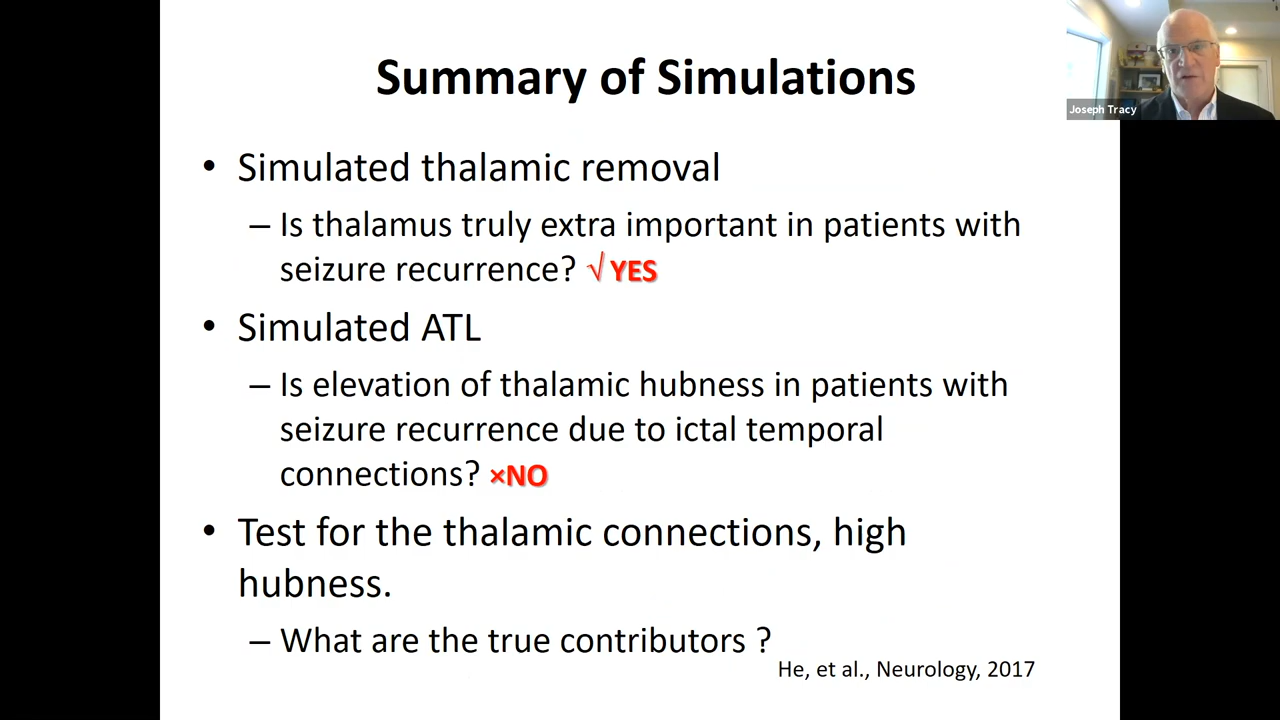 Summary of Simulations
Joseph Tracy
• Simulated thalamic removal
– Is thalamus truly extra important in patients with
seizure recurrence? √ YES
• Simulated ATL
– Is elevation of thalamic hubness in patients with
seizure recurrence due to ictal temporal
connections? ×NO
• Test for the thalamic connections, high
hubness.
– What are the true contributors ?
He, et al., Neurology, 2017